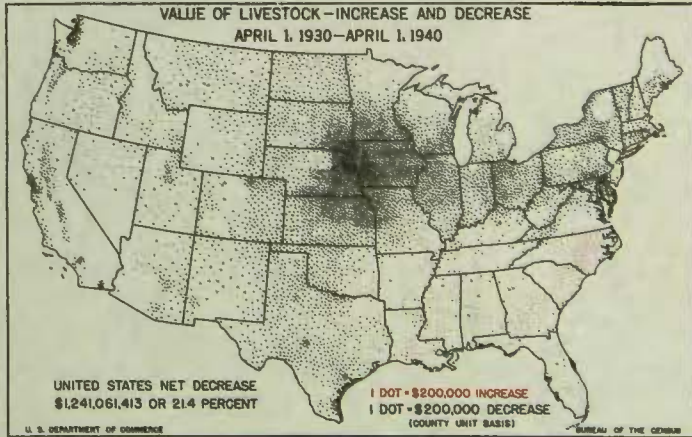 VALUE OF LIVESTOCK-INCREASE AND DECREASE
APRIL 1, 1930-APRIL 1, 1940
UNITED STATES NET DECREASE
$1,241,061,413 OR 21.4 PERCENT
1 DOT = $200,000 INCREASE
1 DOT = $200,000 DECREASE
(COUNTY UNIT BASIS)
U. S. DEPARTMENT OF COMMERCE
BUREAU OF THE CENSUS